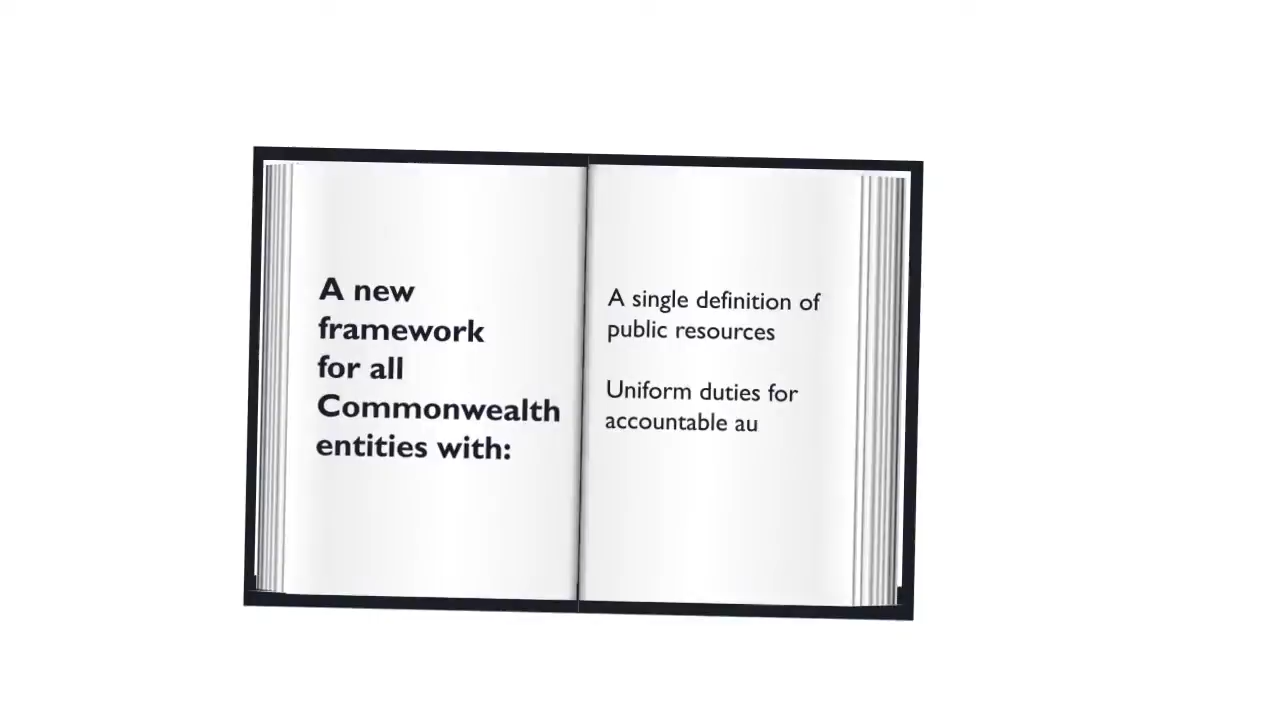 A new
framework
for all
Commonwealth
entities with:
A single definition of
public resources
Uniform duties for
accountable au